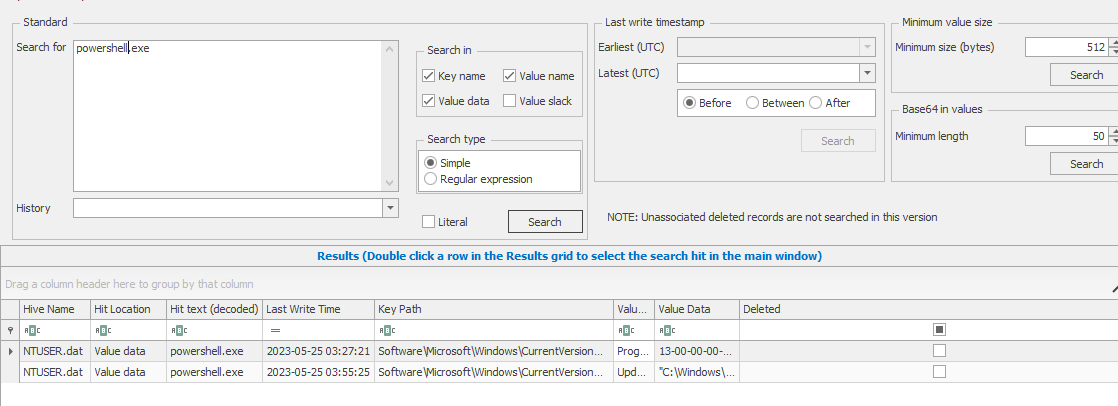 Standard
Search for
powershell.exe
Search in
Key name
Value name
Value data
Value slack
Search type
Simple
Regular expression
History
Literal
Search
Last write timestamp
Earliest (UTC)
Latest (UTC)
Before
Between
After
Search
NOTE: Unassociated deleted records are not searched in this version
Minimum value size
Minimum size (bytes)
512
Search
Base64 in values
Minimum length
50
Search
Results (Double click a row in the Results grid to select the search hit in the main window)
Drag a column header here to group by that column
Hive Name Hit Location Hit text (decoded) Last Write Time Key Path Valu... Value Data Deleted
ABC ABC ABC = ABC ABC ABC
NTUSER.dat Value data powershell.exe 2023-05-25 03:27:21 Software\Microsoft\Windows\CurrentVersion... Prog... 13-00-00-00-...
NTUSER.dat Value data powershell.exe 2023-05-25 03:55:25 Software\Microsoft\Windows\CurrentVersion... Upd... "C:\Windows\...